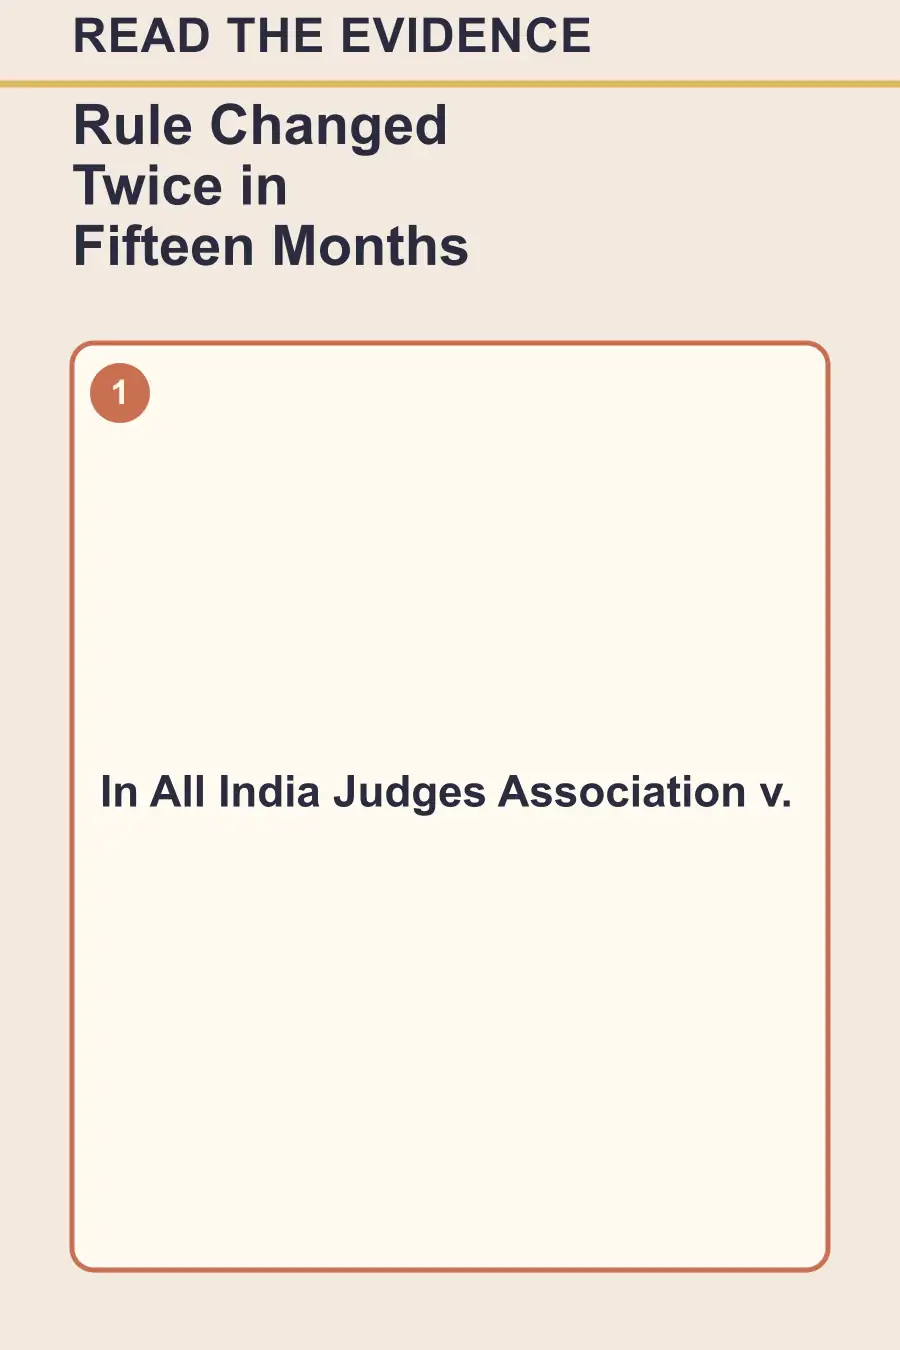 READ THE EVIDENCE
Rule Changed
Twice in
Fifteen Months
1
In All India Judges Association v.